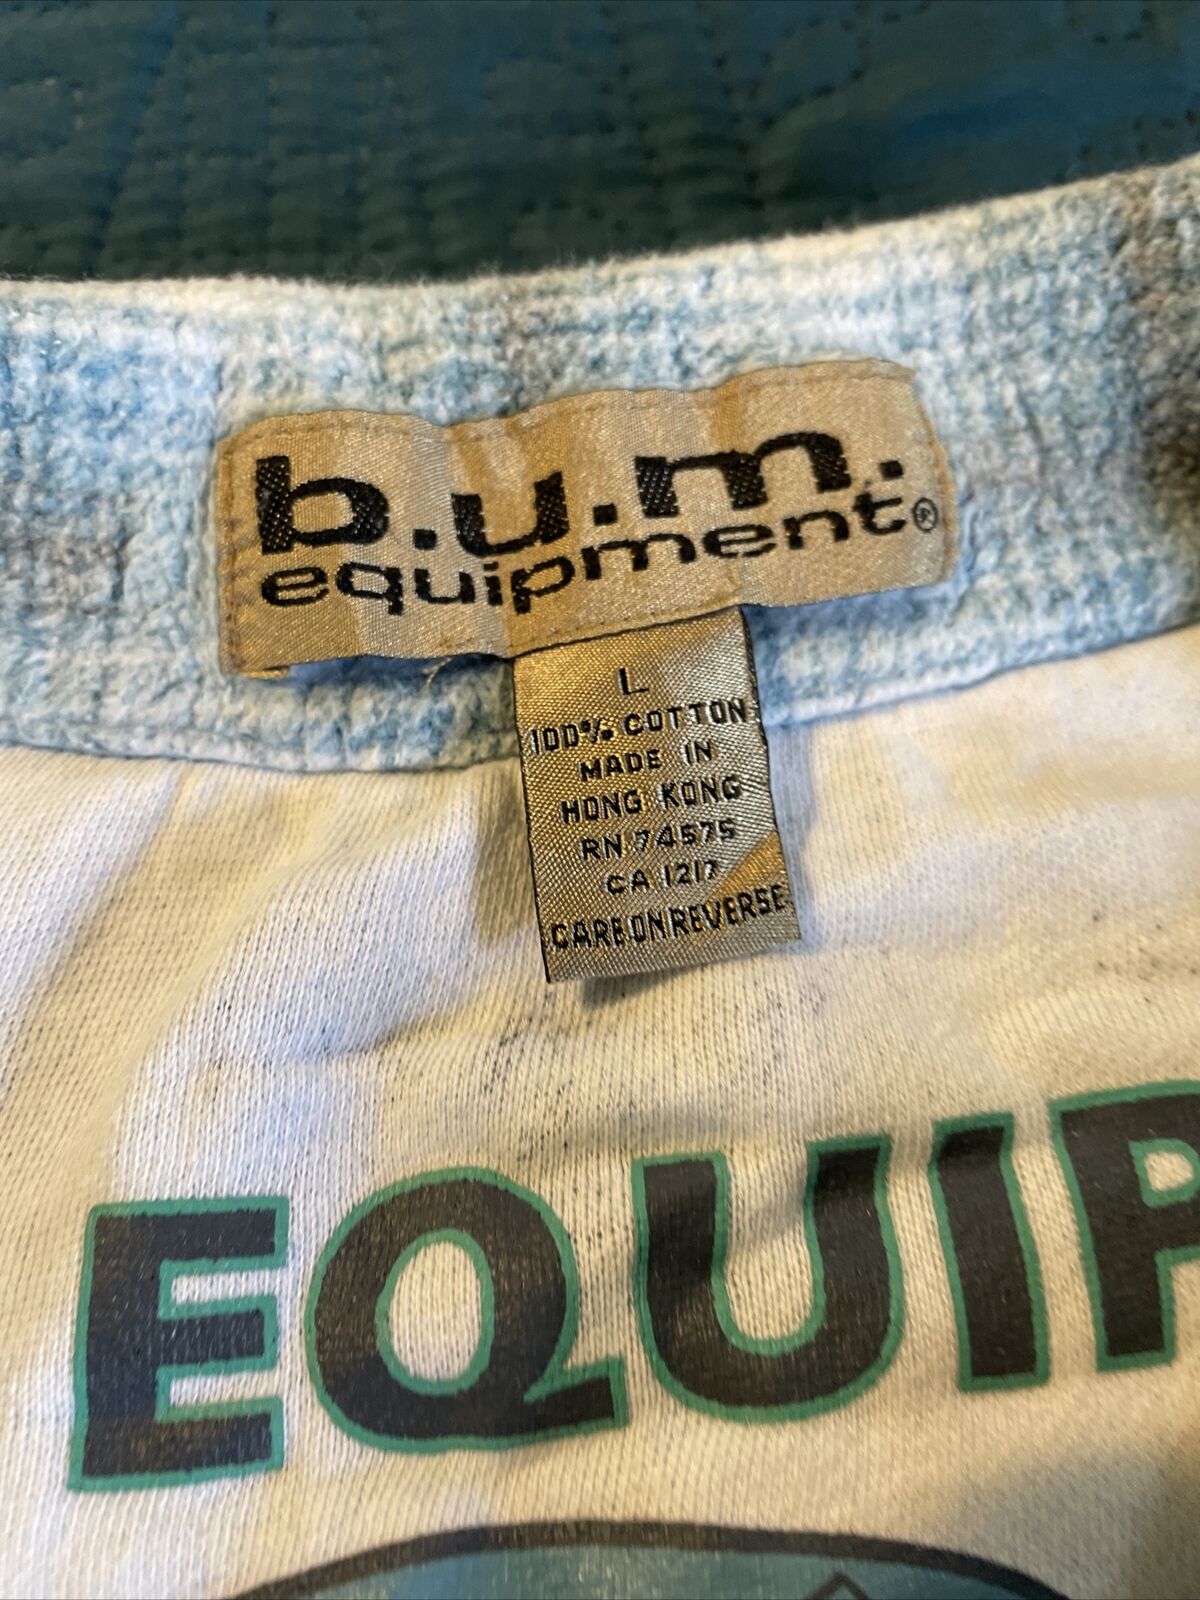 b.u.m.
equipment®
L
100% COTTON
MADE IN
HONG KONG
RN 74575
CA 1217
CARE ON REVERSE
EQUIP